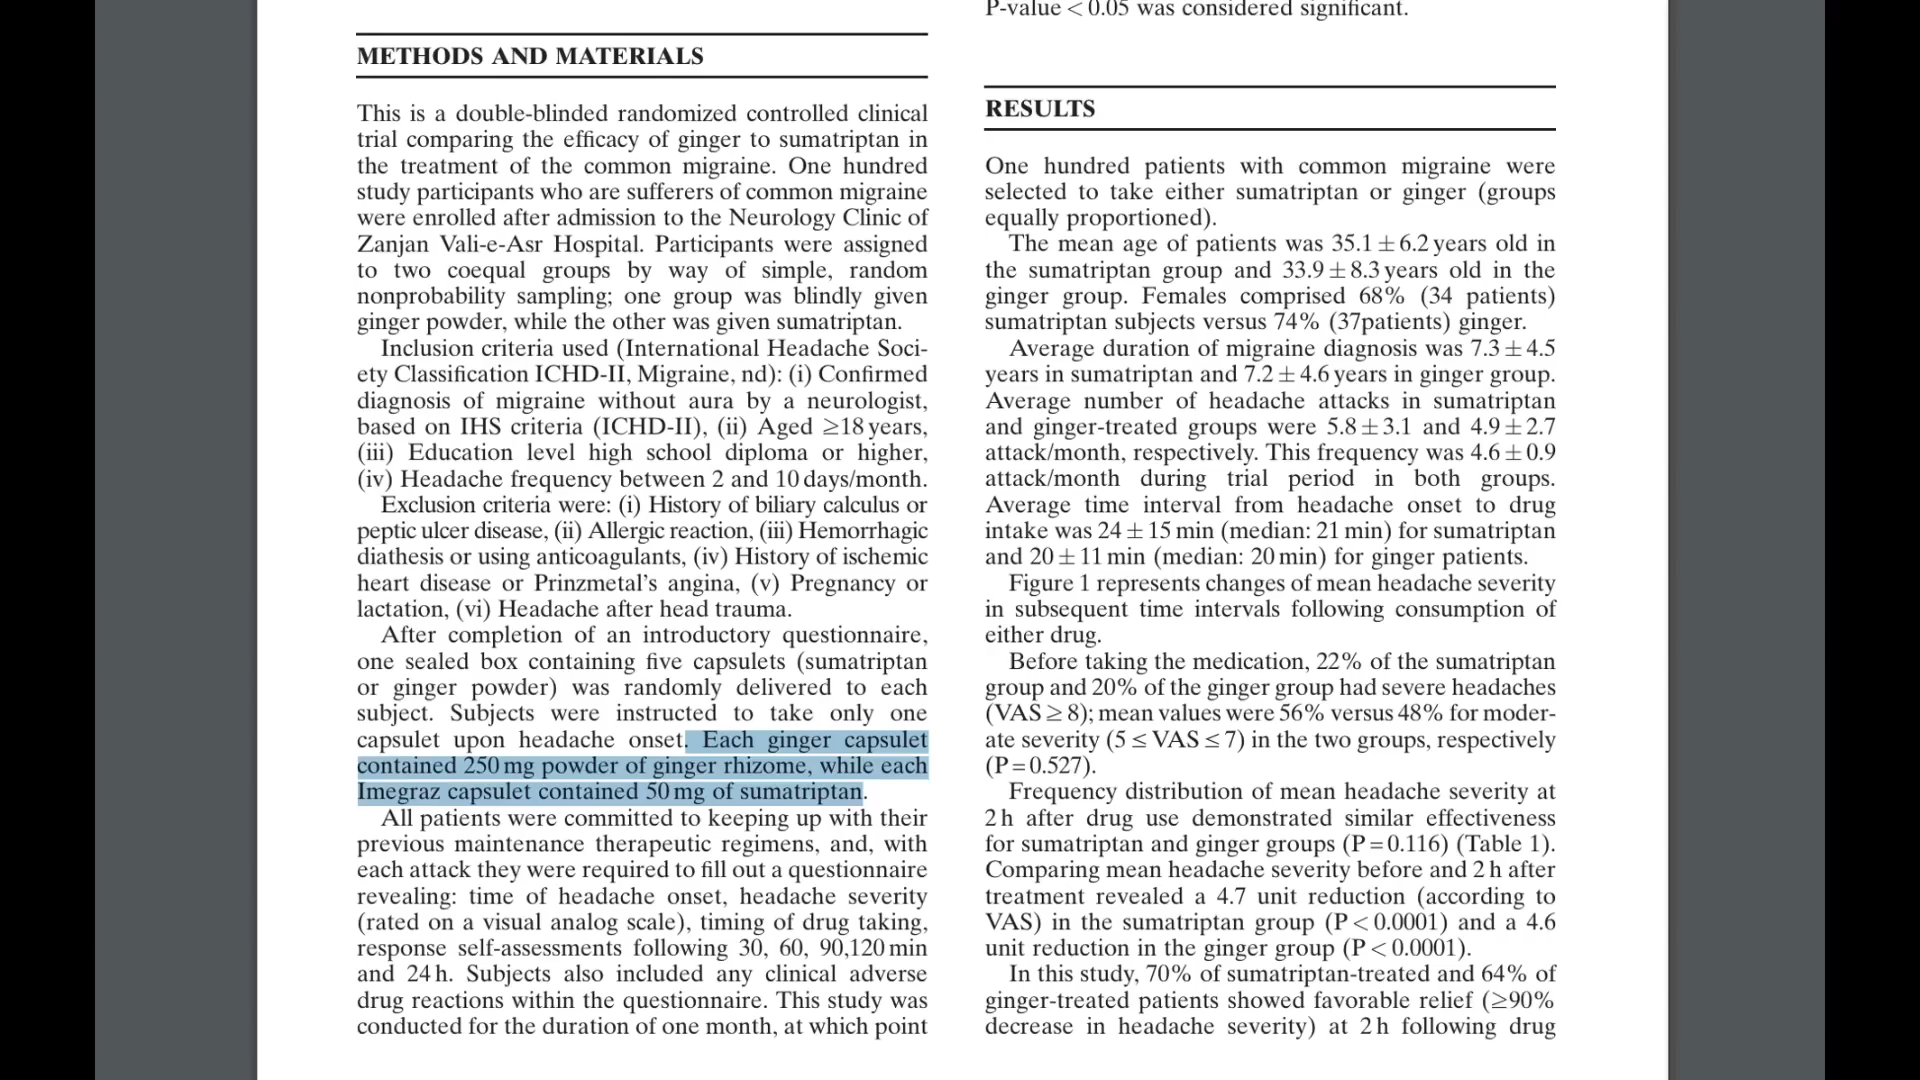 METHODS AND MATERIALS
This is a double-blinded randomized controlled clinical
trial comparing the efficacy of ginger to sumatriptan in
the treatment of the common migraine. One hundred
study participants who are sufferers of common migraine
were enrolled after admission to the Neurology Clinic of
Zanjan Vali-e-Asr Hospital. Participants were assigned
to two coequal groups by way of simple, random
nonprobability sampling; one group was blindly given
ginger powder, while the other was given sumatriptan.
Inclusion criteria used (International Headache Soci-
ety Classification ICHD-II, Migraine, nd): (i) Confirmed
diagnosis of migraine without aura by a neurologist,
based on IHS criteria (ICHD-II), (ii) Aged ≥18 years,
(iii) Education level high school diploma or higher,
(iv) Headache frequency between 2 and 10 days/month.
Exclusion criteria were: (i) History of biliary calculus or
peptic ulcer disease, (ii) Allergic reaction, (iii) Hemorrhagic
diathesis or using anticoagulants, (iv) History of ischemic
heart disease or Prinzmetal's angina, (v) Pregnancy or
lactation, (vi) Headache after head trauma.
After completion of an introductory questionnaire,
one sealed box containing five capsulets (sumatriptan
or ginger powder) was randomly delivered to each
subject. Subjects were instructed to take only one
capsulet upon headache onset. Each ginger capsulet
contained 250 mg powder of ginger rhizome, while each
Imegraz capsulet contained 50 mg of sumatriptan.
All patients were committed to keeping up with their
previous maintenance therapeutic regimens, and, with
each attack they were required to fill out a questionnaire
revealing: time of headache onset, headache severity
(rated on a visual analog scale), timing of drug taking,
response self-assessments following 30, 60, 90,120 min
and 24 h. Subjects also included any clinical adverse
drug reactions within the questionnaire. This study was
conducted for the duration of one month, at which point
P-value < 0.05 was considered significant.
RESULTS
One hundred patients with common migraine were
selected to take either sumatriptan or ginger (groups
equally proportioned).
The mean age of patients was 35.1 ± 6.2 years old in
the sumatriptan group and 33.9 ± 8.3 years old in the
ginger group. Females comprised 68% (34 patients)
sumatriptan subjects versus 74% (37patients) ginger.
Average duration of migraine diagnosis was 7.3 ± 4.5
years in sumatriptan and 7.2 ± 4.6 years in ginger group.
Average number of headache attacks in sumatriptan
and ginger-treated groups were 5.8 ± 3.1 and 4.9 ± 2.7
attack/month, respectively. This frequency was 4.6 ± 0.9
attack/month during trial period in both groups.
Average time interval from headache onset to drug
intake was 24 ± 15 min (median: 21 min) for sumatriptan
and 20 ± 11 min (median: 20 min) for ginger patients.
Figure 1 represents changes of mean headache severity
in subsequent time intervals following consumption of
either drug.
Before taking the medication, 22% of the sumatriptan
group and 20% of the ginger group had severe headaches
(VAS ≥ 8); mean values were 56% versus 48% for moder-
ate severity (5 ≤ VAS ≤ 7) in the two groups, respectively
(P = 0.527).
Frequency distribution of mean headache severity at
2 h after drug use demonstrated similar effectiveness
for sumatriptan and ginger groups (P = 0.116) (Table 1).
Comparing mean headache severity before and 2 h after
treatment revealed a 4.7 unit reduction (according to
VAS) in the sumatriptan group (P < 0.0001) and a 4.6
unit reduction in the ginger group (P < 0.0001).
In this study, 70% of sumatriptan-treated and 64% of
ginger-treated patients showed favorable relief (≥90%
decrease in headache severity) at 2 h following drug